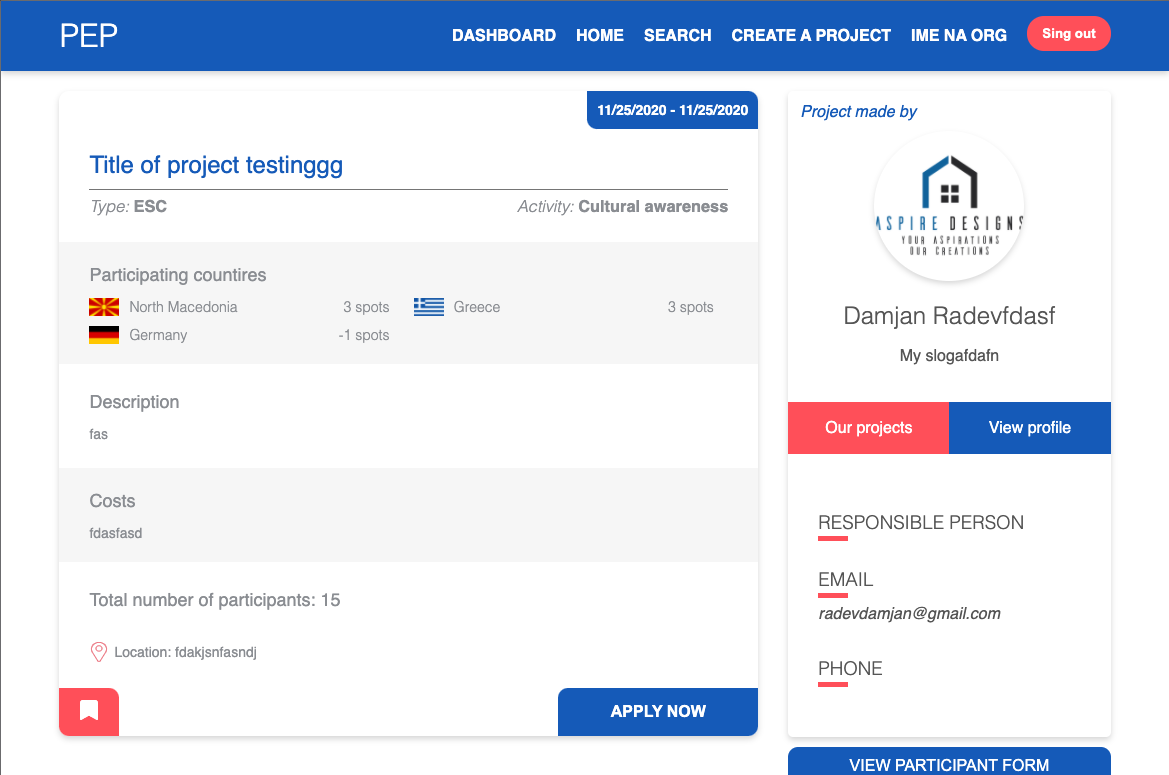 PEP
DASHBOARD HOME SEARCH CREATE A PROJECT IME NA ORG Sing out
11/25/2020 - 11/25/2020
Title of project testinggg
Type: ESC Activity: Cultural awareness
Participating countires
North Macedonia 3 spots Greece 3 spots
Germany -1 spots
Description
fas
Costs
fdasfasd
Total number of participants: 15
Location: fdakjsnfasndj
APPLY NOW
Project made by
ASPIRE DESIGNS
YOUR ASPIRATIONS
OUR CREATIONS
Damjan Radevfdasf
My slogafdafn
Our projects View profile
RESPONSIBLE PERSON
EMAIL
radevdamjan@gmail.com
PHONE
VIEW PARTICIPANT FORM